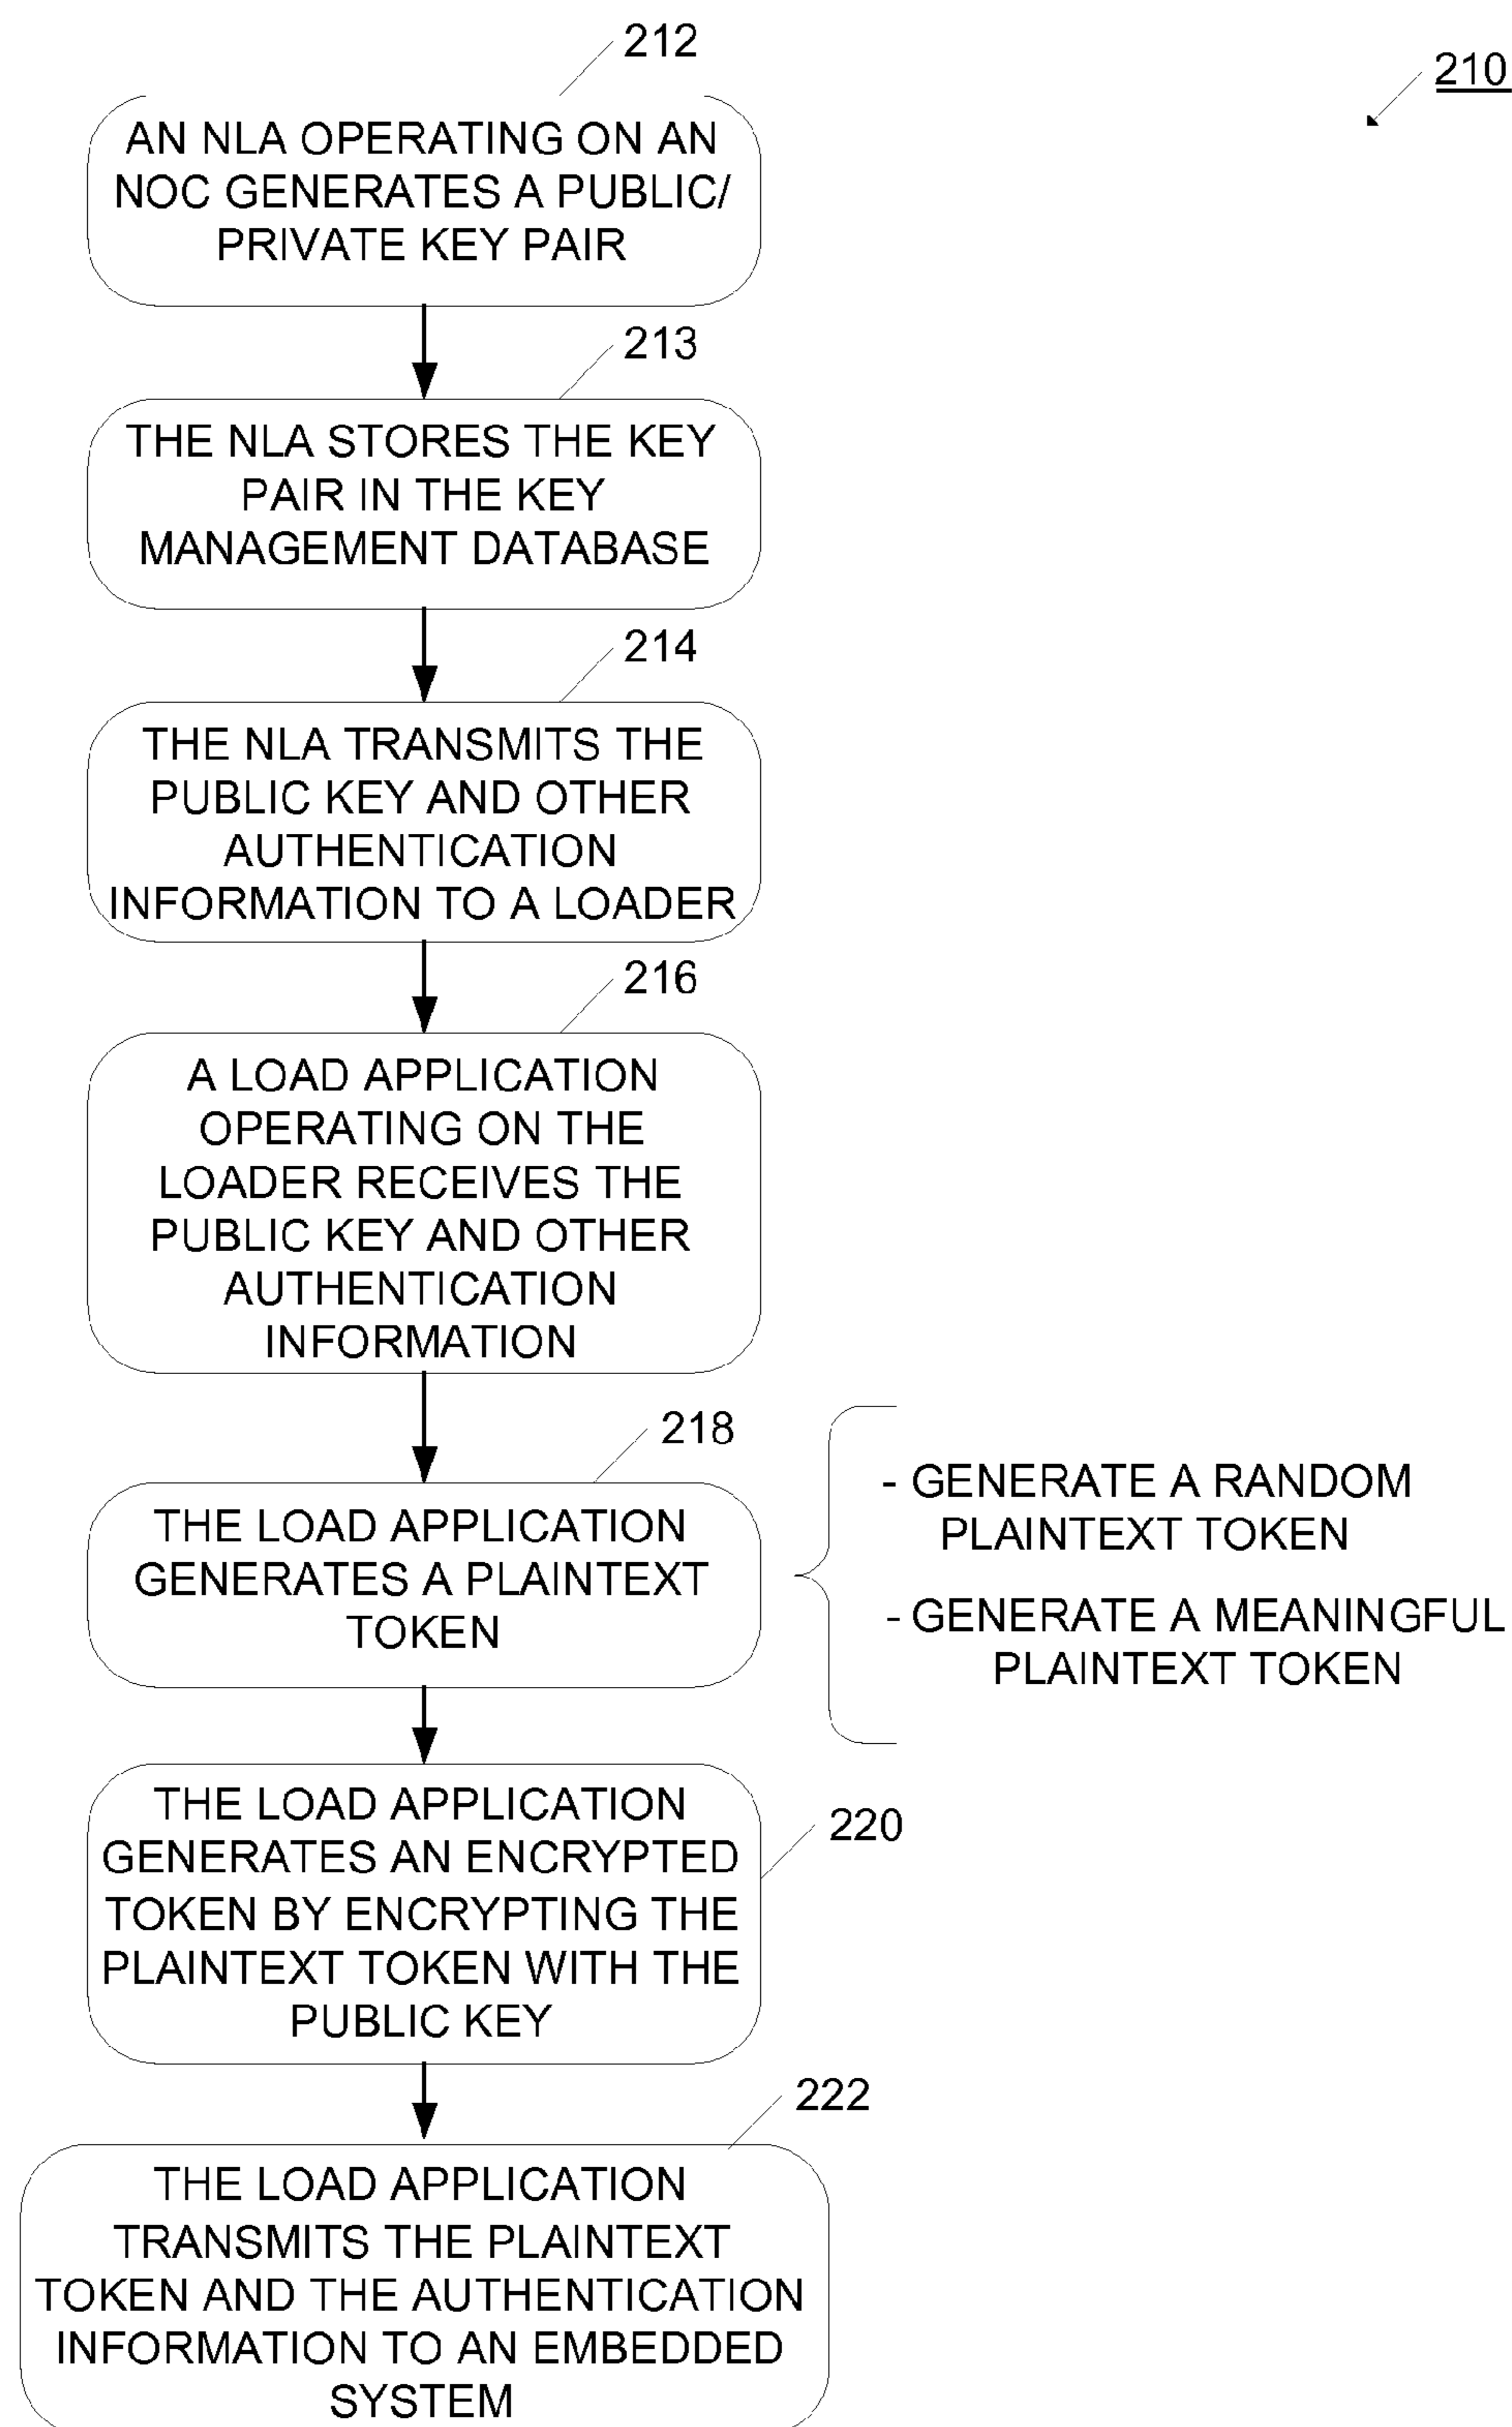 212
210
AN NLA OPERATING ON AN
NOC GENERATES A PUBLIC/
PRIVATE KEY PAIR
213
THE NLA STORES THE KEY
PAIR IN THE KEY
MANAGEMENT DATABASE
214
THE NLA TRANSMITS THE
PUBLIC KEY AND OTHER
AUTHENTICATION
INFORMATION TO A LOADER
216
A LOAD APPLICATION
OPERATING ON THE
LOADER RECEIVES THE
PUBLIC KEY AND OTHER
AUTHENTICATION
INFORMATION
218
THE LOAD APPLICATION
GENERATES A PLAINTEXT
TOKEN
- GENERATE A RANDOM
PLAINTEXT TOKEN
- GENERATE A MEANINGFUL
PLAINTEXT TOKEN
220
THE LOAD APPLICATION
GENERATES AN ENCRYPTED
TOKEN BY ENCRYPTING THE
PLAINTEXT TOKEN WITH THE
PUBLIC KEY
222
THE LOAD APPLICATION
TRANSMITS THE PLAINTEXT
TOKEN AND THE AUTHENTICATION
INFORMATION TO AN EMBEDDED
SYSTEM